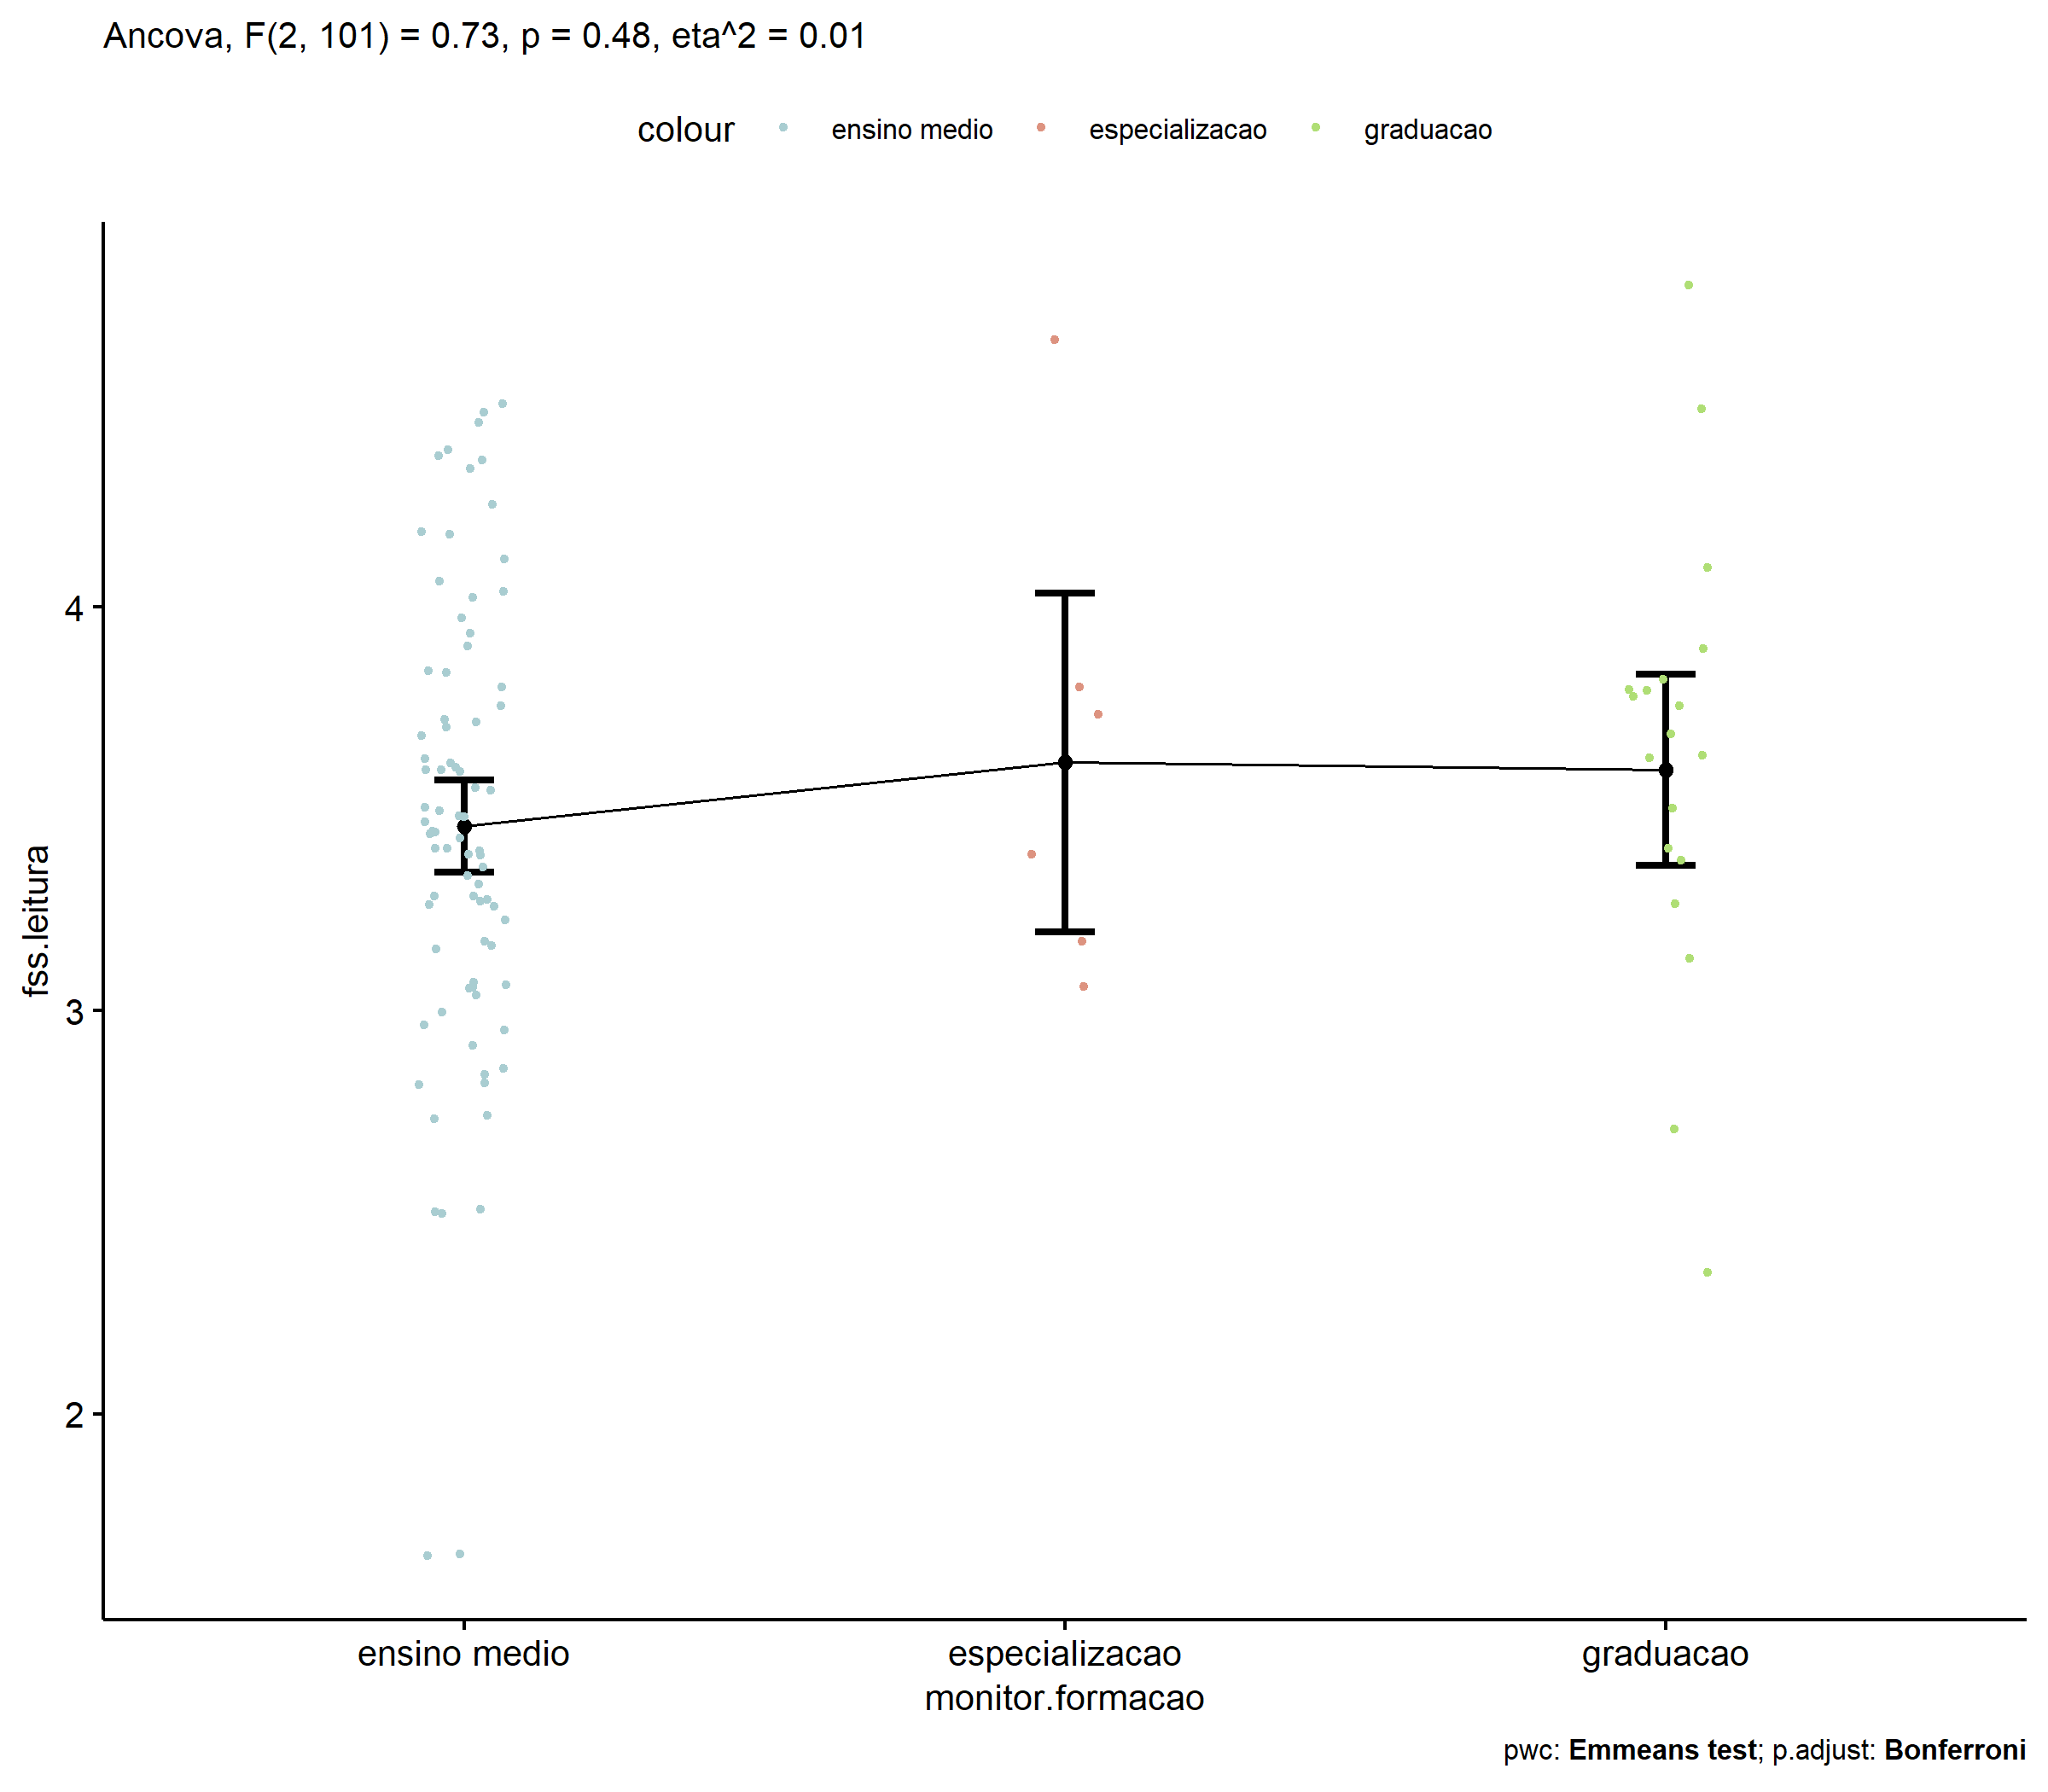 Ancova, F(2, 101) = 0.73, p = 0.48, eta^2 = 0.01
colour ensino medio especializacao graduacao
fss.leitura
4
3
2
ensino medio especializacao graduacao
monitor.formacao
pwc: Emmeans test; p.adjust: Bonferroni